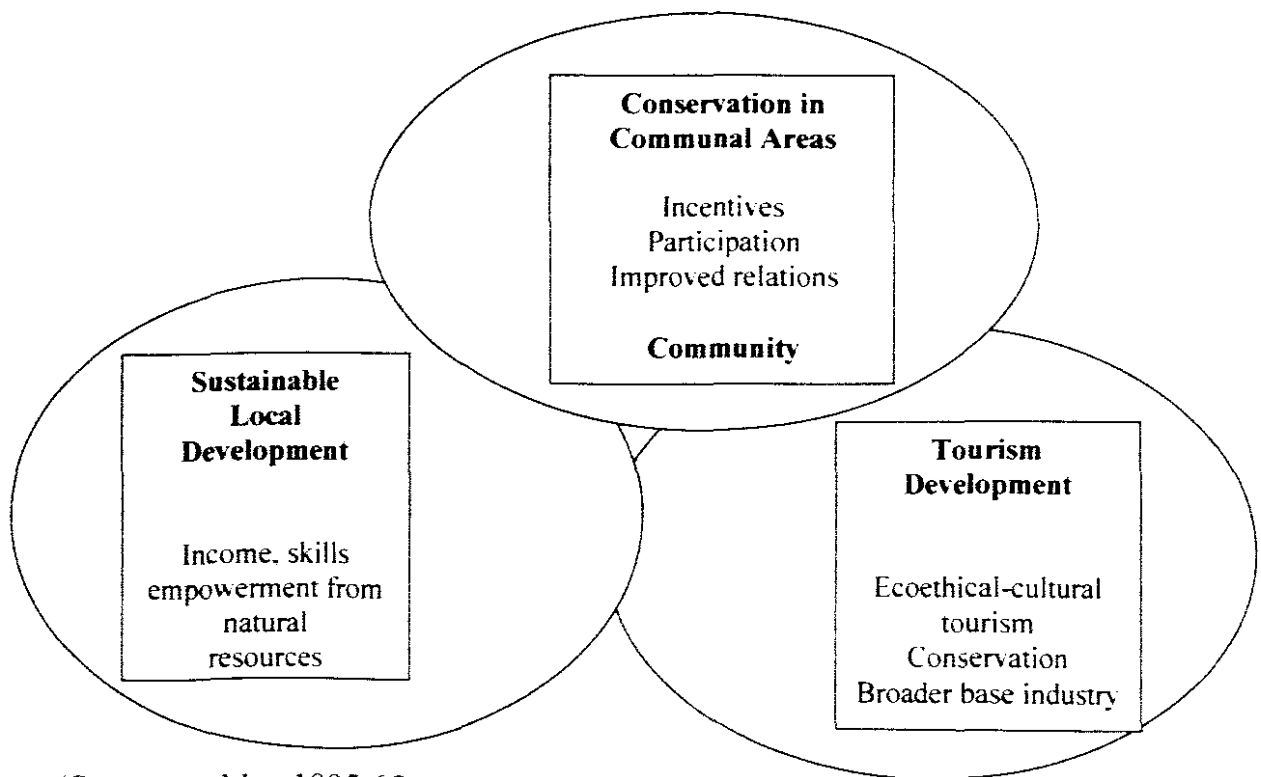 Conservation in
Communal Areas
Incentives
Participation
Improved relations
Community
Sustainable
Local
Development
Income, skills
empowerment from
natural
resources
Tourism
Development
Ecoethical-cultural
tourism
Conservation
Broader base industry
1995